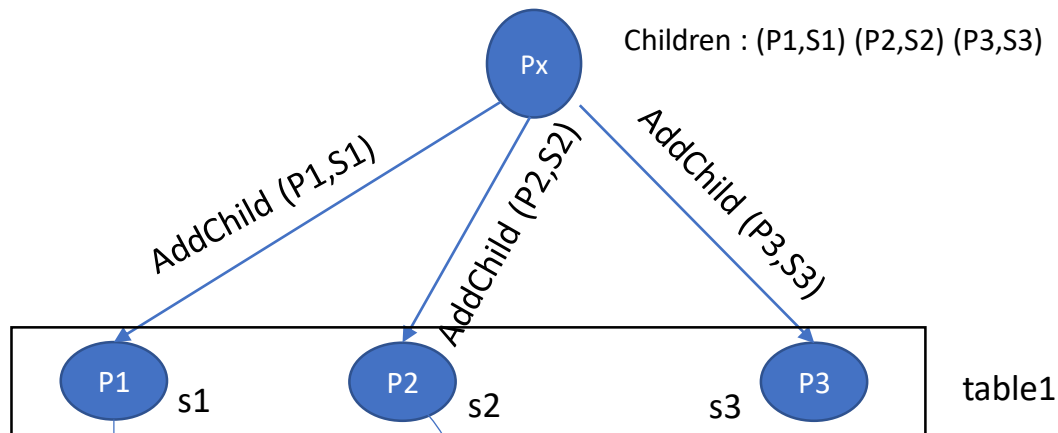 Px
Children : (P1,S1) (P2,S2) (P3,S3)
AddChild (P1,S1)
AddChild (P2,S2)
AddChild (P3,S3)
P1
s1
P2
s2
s3
P3
table1